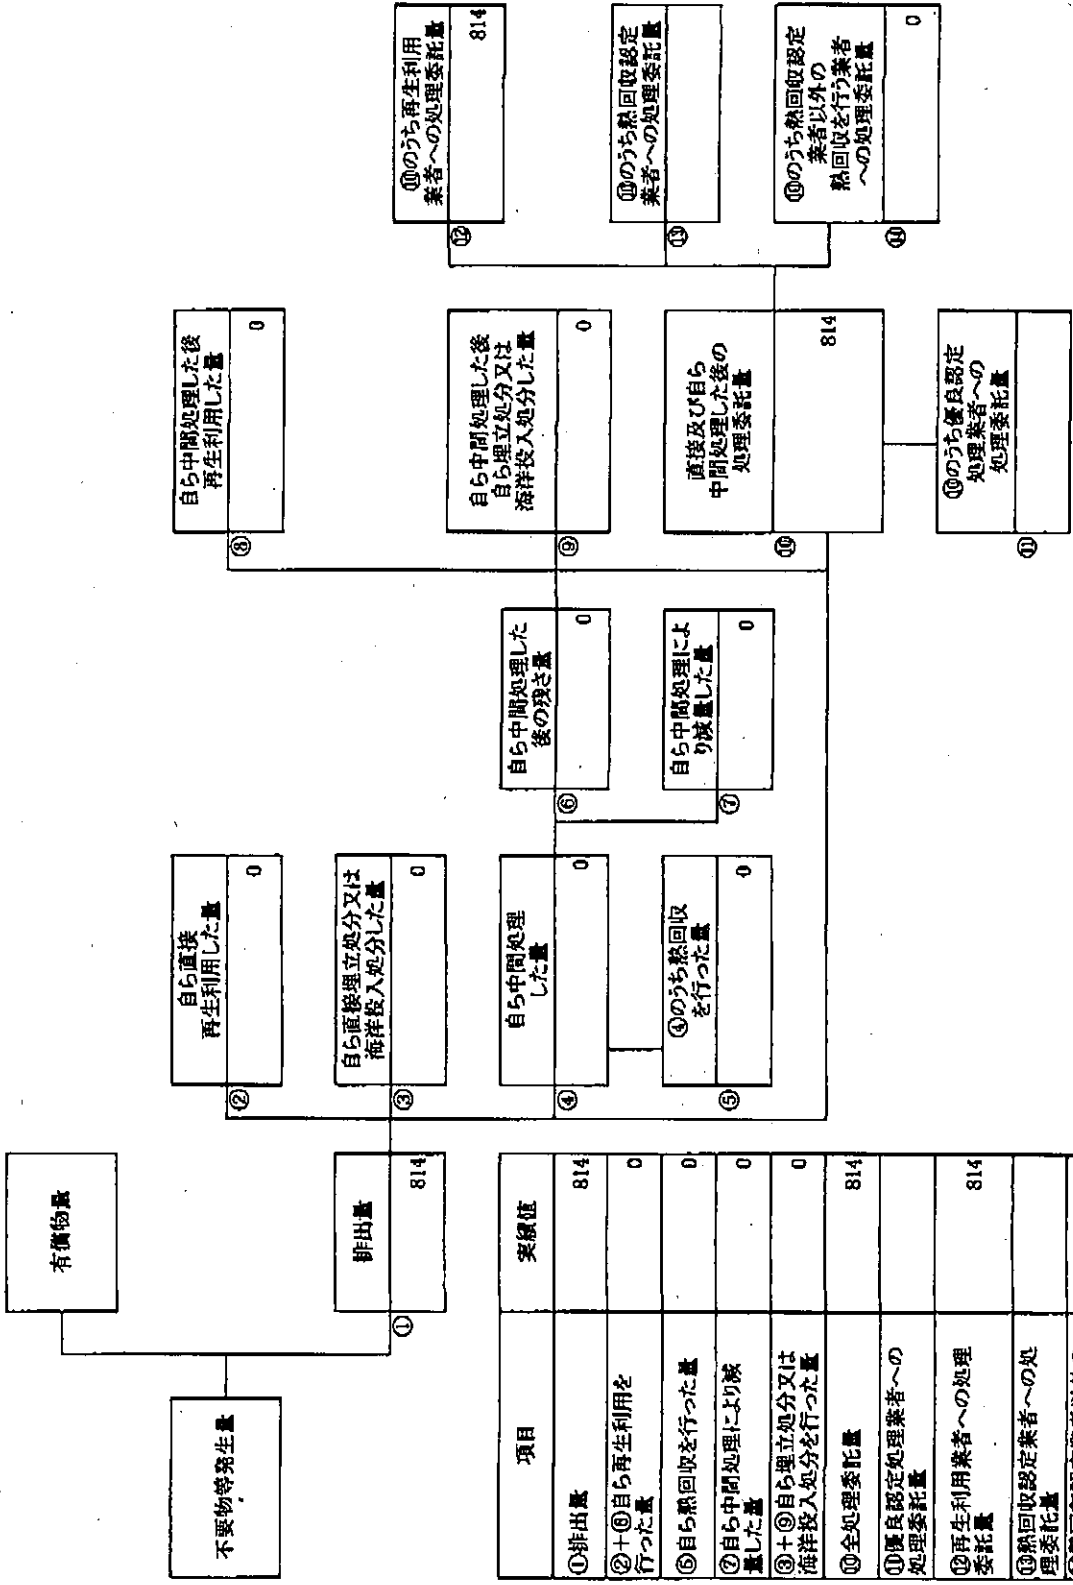 不要物等発生量
有償物量
①
排出量
814
②
自ら直接
再生利用した量
0
③
自ら直接埋立処分又は
海洋投入処分した量
0
④
自ら中間処理
した量
0
⑤
④のうち熱回収
を行った量
0
⑥
自ら中間処理した
後の残さ量
0
⑦
自ら中間処理によ
り減量した量
0
⑧
自ら中間処理した後
再生利用した量
0
⑨
自ら中間処理した後
自ら埋立処分又は
海洋投入処分した量
0
⑩
直接及び自ら
中間処理した後の
処理委託量
814
⑪
⑩のうち優良認定
処理業者への
処理委託量
⑫
⑩のうち再生利用
業者への処理委託量
814
⑬
⑩のうち熱回収認定
業者への処理委託量
⑭
⑩のうち熱回収認定
業者以外の
熱回収を行う業者
への処理委託量
0
項目
実績値
①排出量
814
②+⑧自ら再生利用を
行った量
0
⑤自ら熱回収を行った量
0
⑦自ら中間処理により減
量した量
0
③+⑨自ら埋立処分又は
海洋投入処分を行った量
0
⑩全処理委託量
814
⑪優良認定処理業者への
処理委託量
⑫再生利用業者への処理
委託量
814
⑬熱回収認定業者への処
理委託量